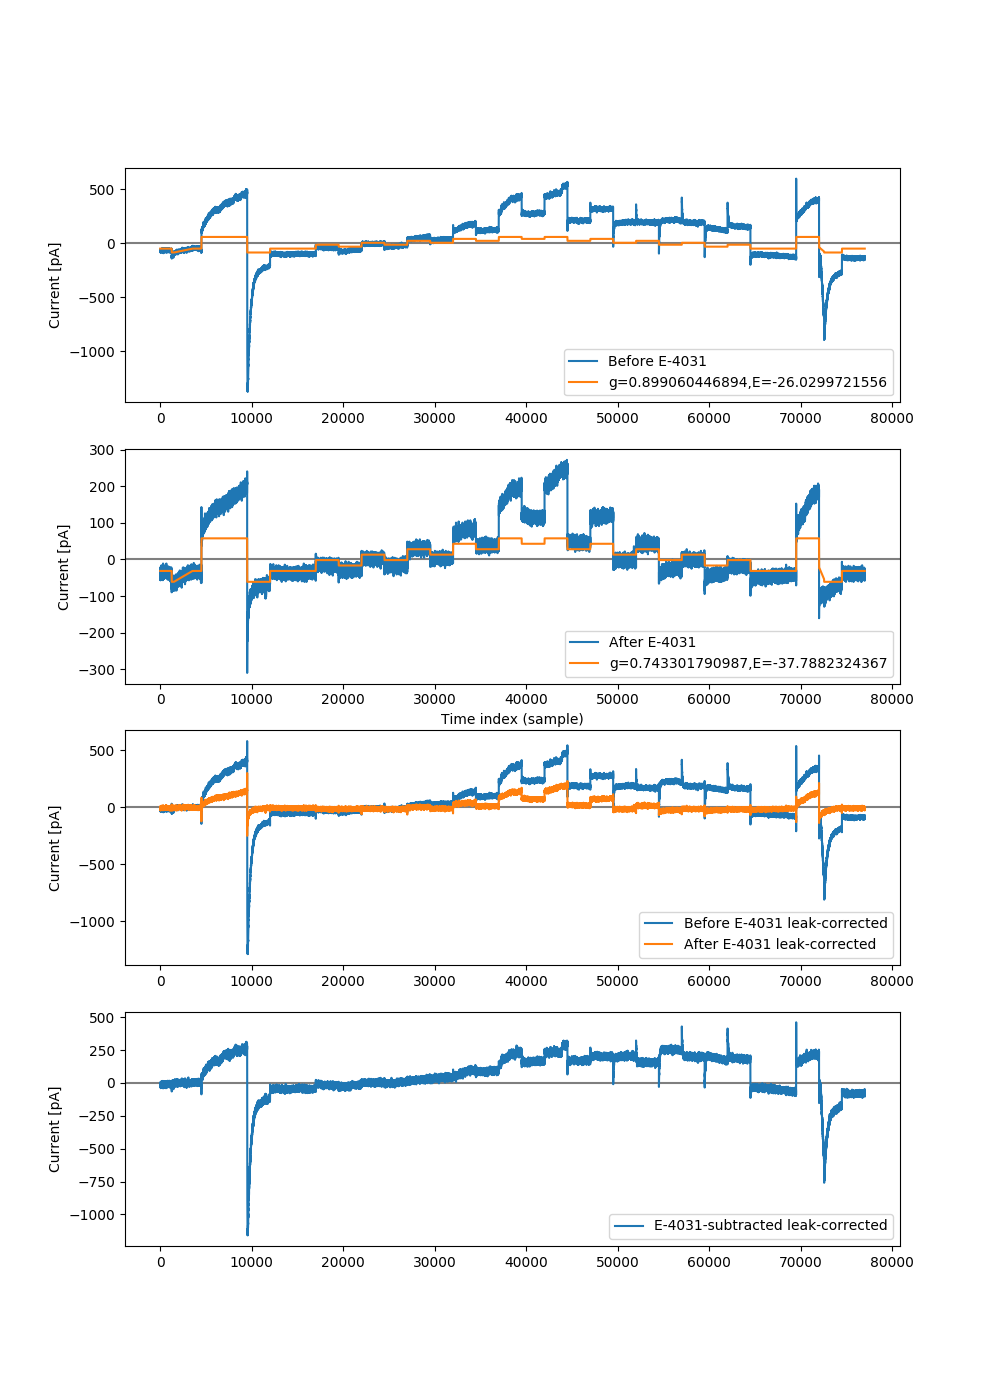 500
0
−500
−1000
Current [pA]
Before E-4031
g=0.899060446894,E=-26.0299721556
0 10000 20000 30000 40000 50000 60000 70000 80000
300
200
100
0
−100
−200
−300
Current [pA]
After E-4031
g=0.743301790987,E=-37.7882324367
0 10000 20000 30000 40000 50000 60000 70000 80000
Time index (sample)
500
0
−500
−1000
Current [pA]
Before E-4031 leak-corrected
After E-4031 leak-corrected
0 10000 20000 30000 40000 50000 60000 70000 80000
500
250
0
−250
−500
−750
−1000
Current [pA]
E-4031-subtracted leak-corrected
0 10000 20000 30000 40000 50000 60000 70000 80000